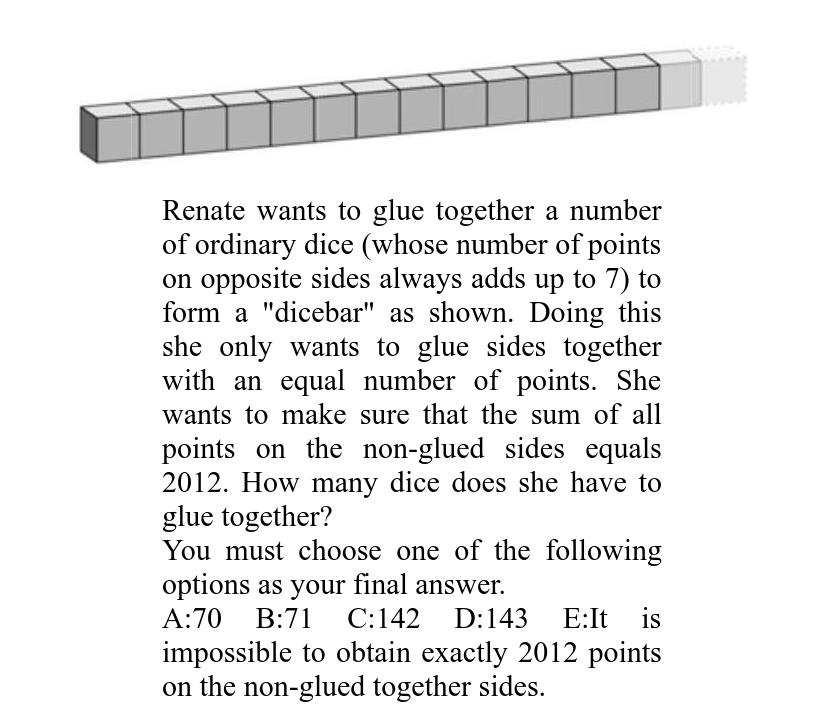 Renate wants to glue together a number
of ordinary dice (whose number of points
on opposite sides always adds up to 7) to
form a "dicebar" as shown. Doing this
she only wants to glue sides together
with an equal number of points. She
wants to make sure that the sum of all
points on the non-glued sides equals
2012. How many dice does she have to
glue together?
You must choose one of the following
options as your final answer.
A:70 B:71 C:142 D:143 E:It is
impossible to obtain exactly 2012 points
on the non-glued together sides.